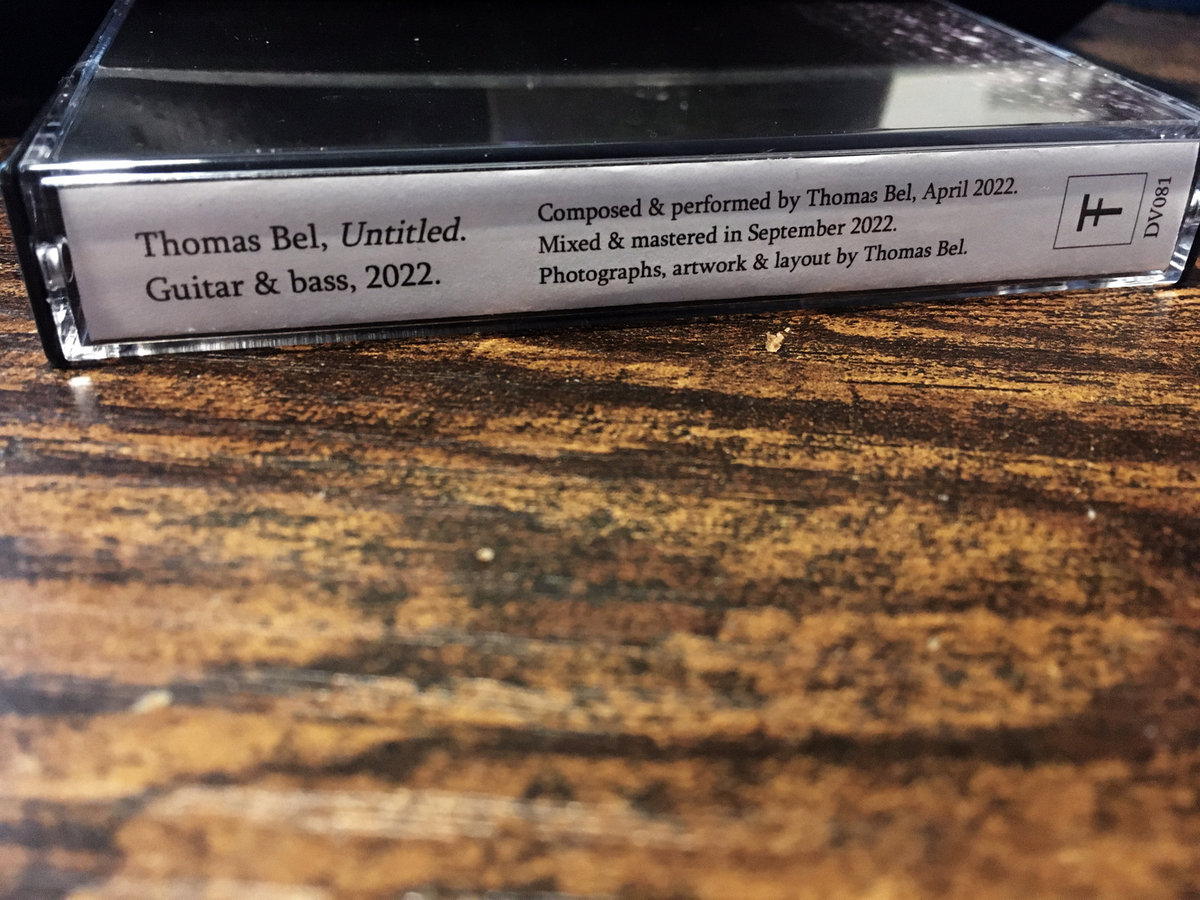 Thomas Bel, Untitled.
Guitar & bass, 2022.
Composed & performed by Thomas Bel, April 2022.
Mixed & mastered in September 2022.
Photographs, artwork & layout by Thomas Bel.
DV081